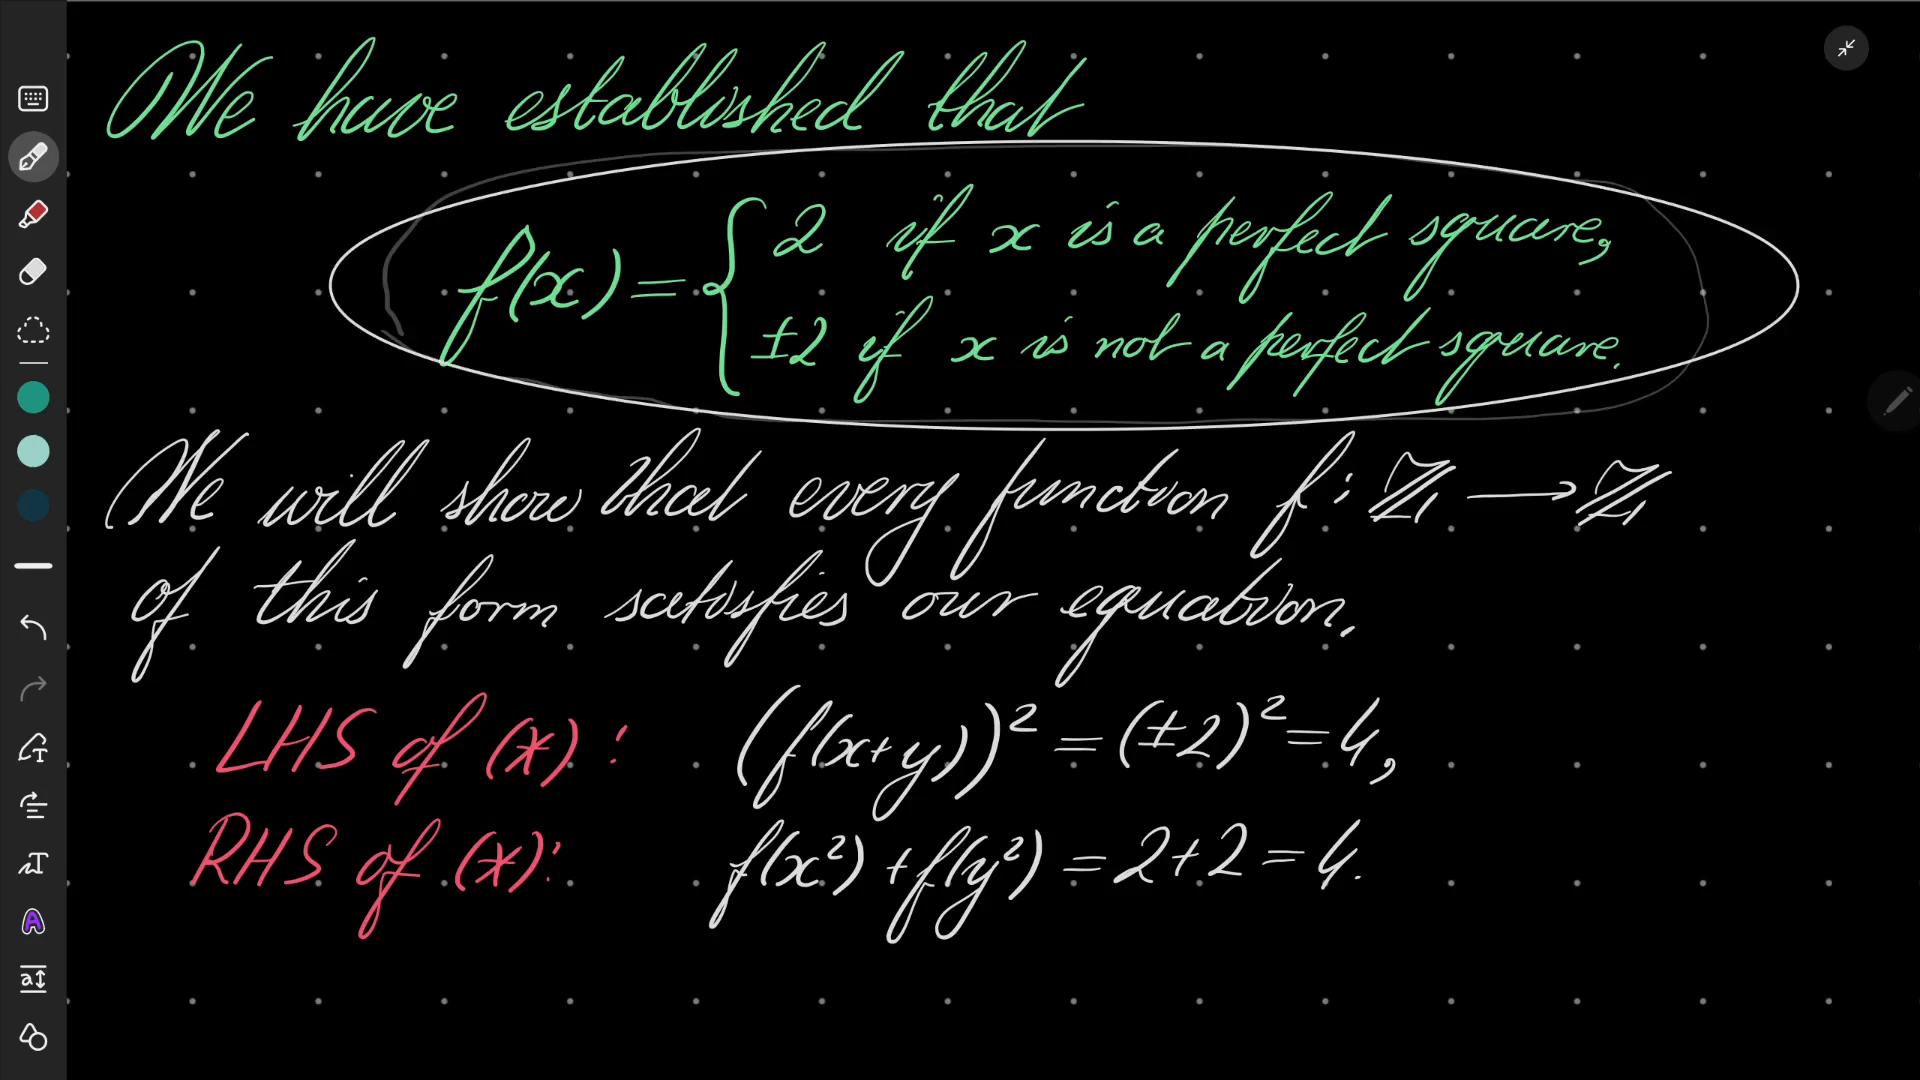 We have established that
f(x) = { 2 if x is a perfect square,
±2 if x is not a perfect square.
We will show that every function f: ℤ → ℤ
of this form satisfies our equation.
LHS of (*): (f(x+y))² = (±2)² = 4,
RHS of (*): f(x²) + f(y²) = 2+2 = 4.